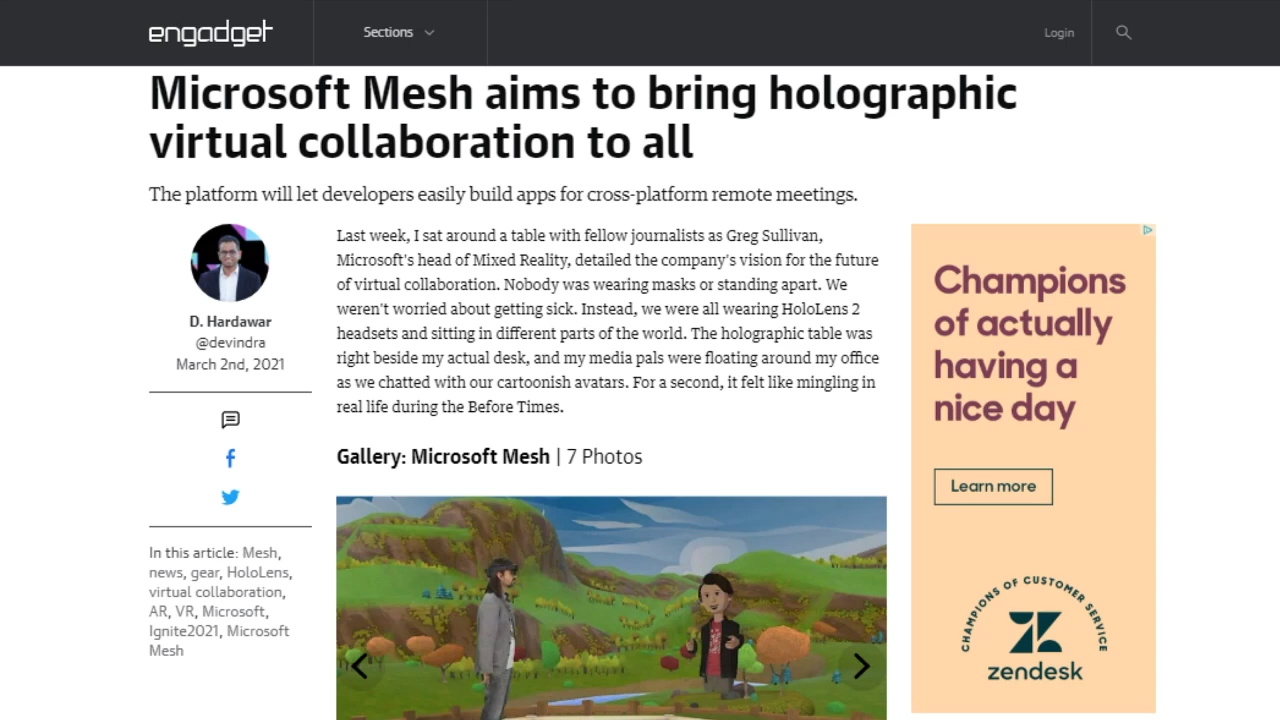 engadget
Sections
Login
Microsoft Mesh aims to bring holographic
virtual collaboration to all
The platform will let developers easily build apps for cross-platform remote meetings.
D. Hardawar
@devindra
March 2nd, 2021
In this article: Mesh,
news, gear, HoloLens,
virtual collaboration,
AR, VR, Microsoft,
Ignite2021, Microsoft
Mesh
Last week, I sat around a table with fellow journalists as Greg Sullivan,
Microsoft's head of Mixed Reality, detailed the company's vision for the future
of virtual collaboration. Nobody was wearing masks or standing apart. We
weren't worried about getting sick. Instead, we were all wearing HoloLens 2
headsets and sitting in different parts of the world. The holographic table was
right beside my actual desk, and my media pals were floating around my office
as we chatted with our cartoonish avatars. For a second, it felt like mingling in
real life during the Before Times.
Gallery: Microsoft Mesh | 7 Photos
Champions
of actually
having a
nice day
Learn more
CHAMPIONS OF CUSTOMER SERVICE
zendesk